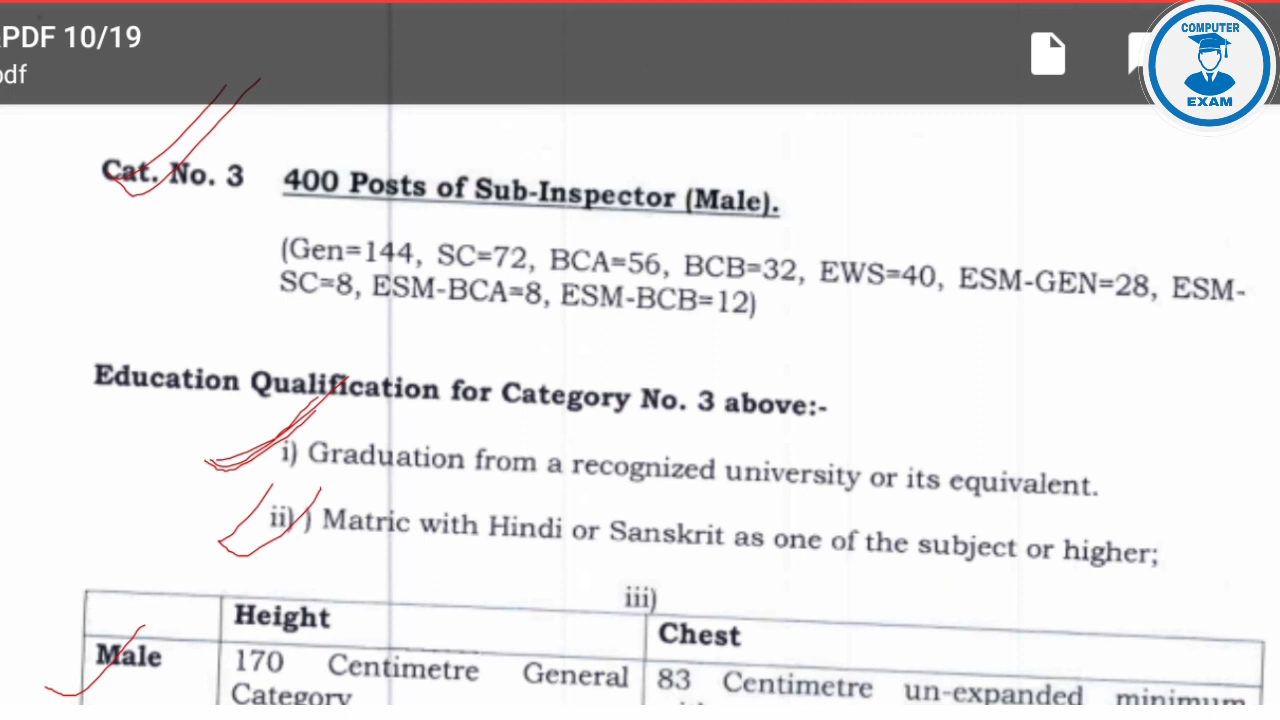 PDF 10/19
pdf
COMPUTER
EXAM
Cat. No. 3 400 Posts of Sub-Inspector (Male).
(Gen=144, SC=72, BCA=56, BCB=32, EWS=40, ESM-GEN=28, ESM-
SC=8, ESM-BCA=8, ESM-BCB=12)
Education Qualification for Category No. 3 above:-
i) Graduation from a recognized university or its equivalent.
ii) ) Matric with Hindi or Sanskrit as one of the subject or higher;
iii)
Height Chest
Male 170 Centimetre General 83 Centimetre un-expanded minimum
Category